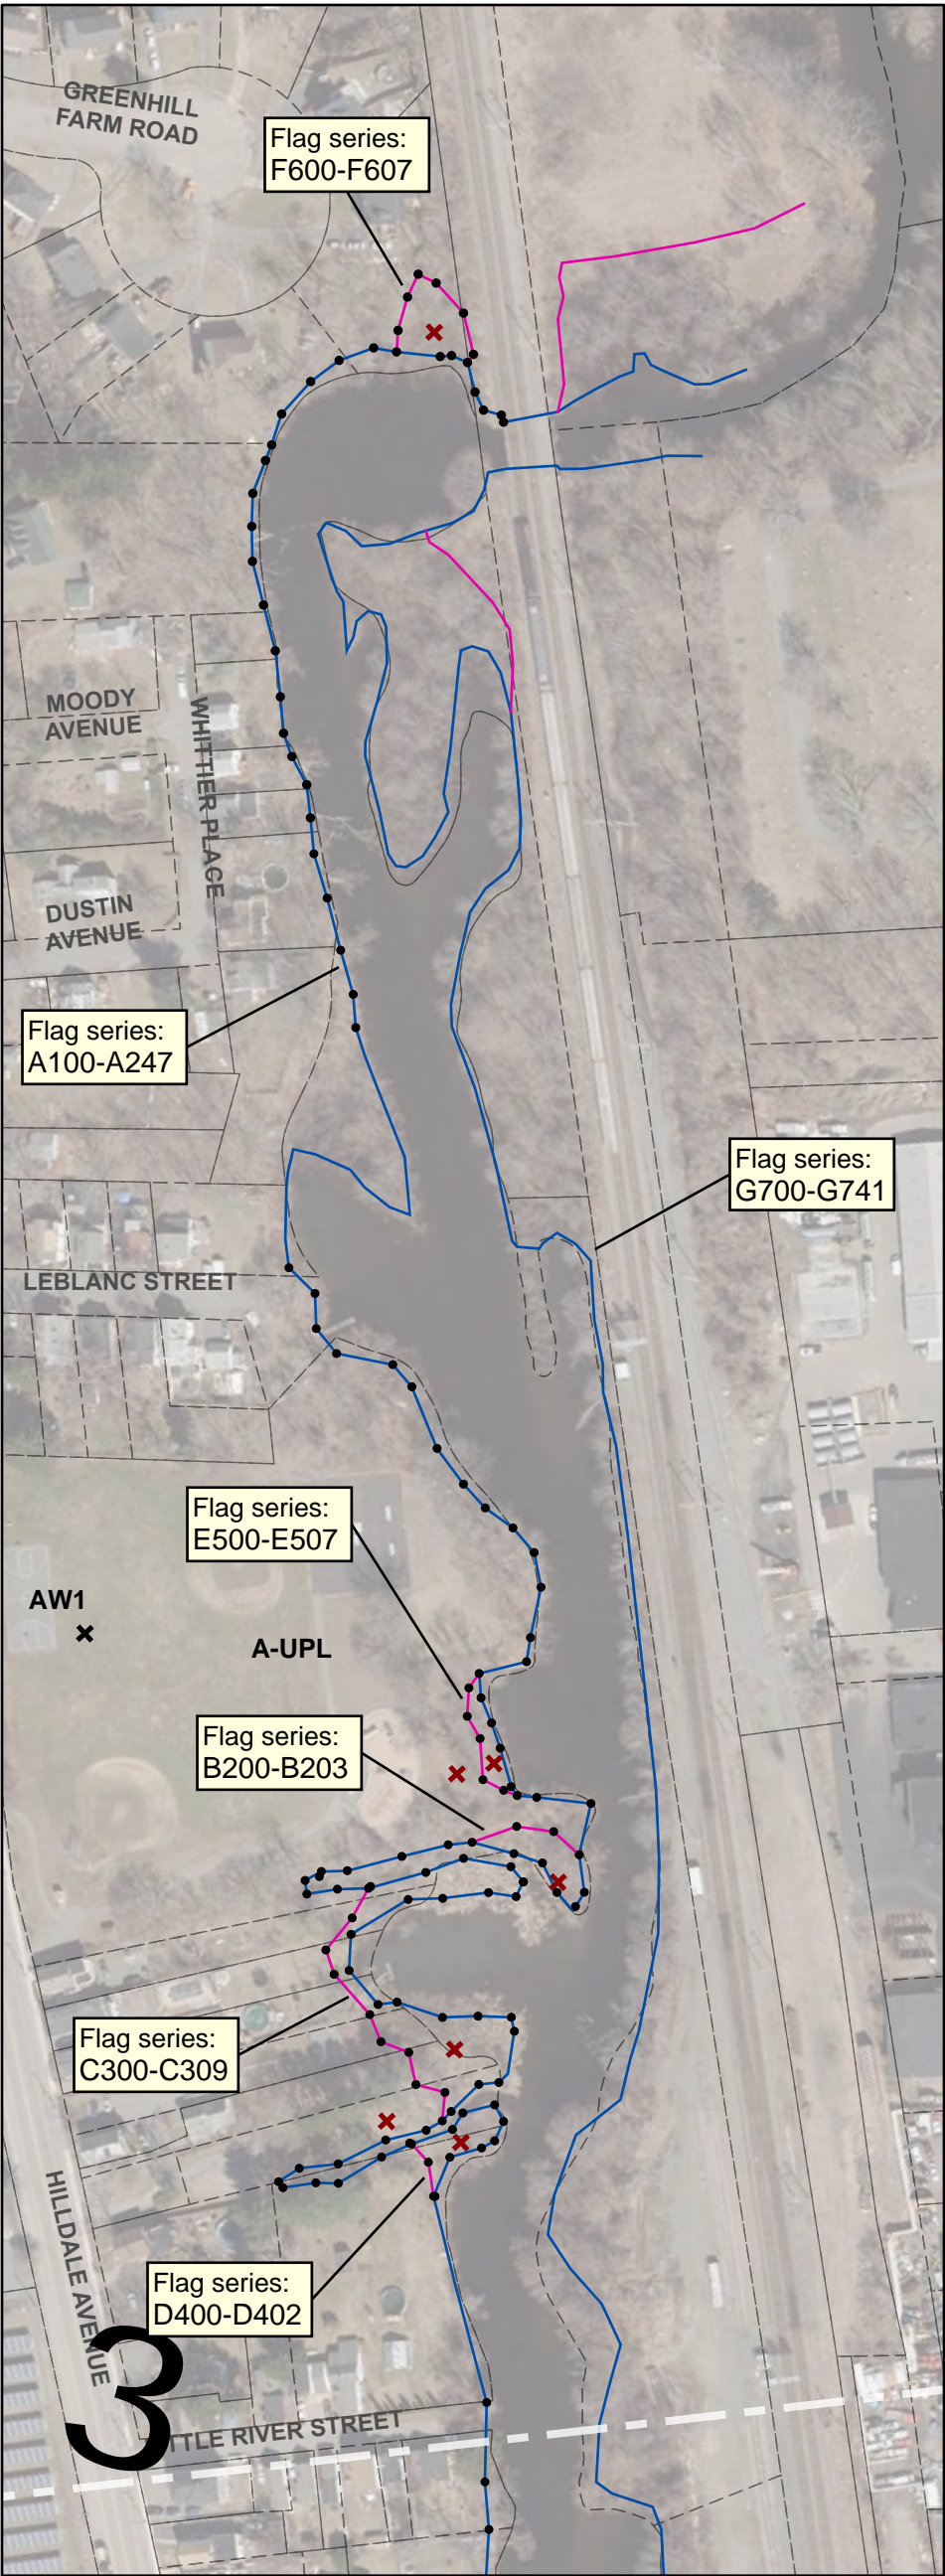 GREENHILL
FARM ROAD
Flag series:
F600-F607
MOODY
AVENUE
WHITTIER PLACE
DUSTIN
AVENUE
Flag series:
A100-A247
Flag series:
G700-G741
LEBLANC STREET
Flag series:
E500-E507
AW1
A-UPL
Flag series:
B200-B203
Flag series:
C300-C309
HILLDALE AVENUE
Flag series:
D400-D402
3
TTLE RIVER STREET